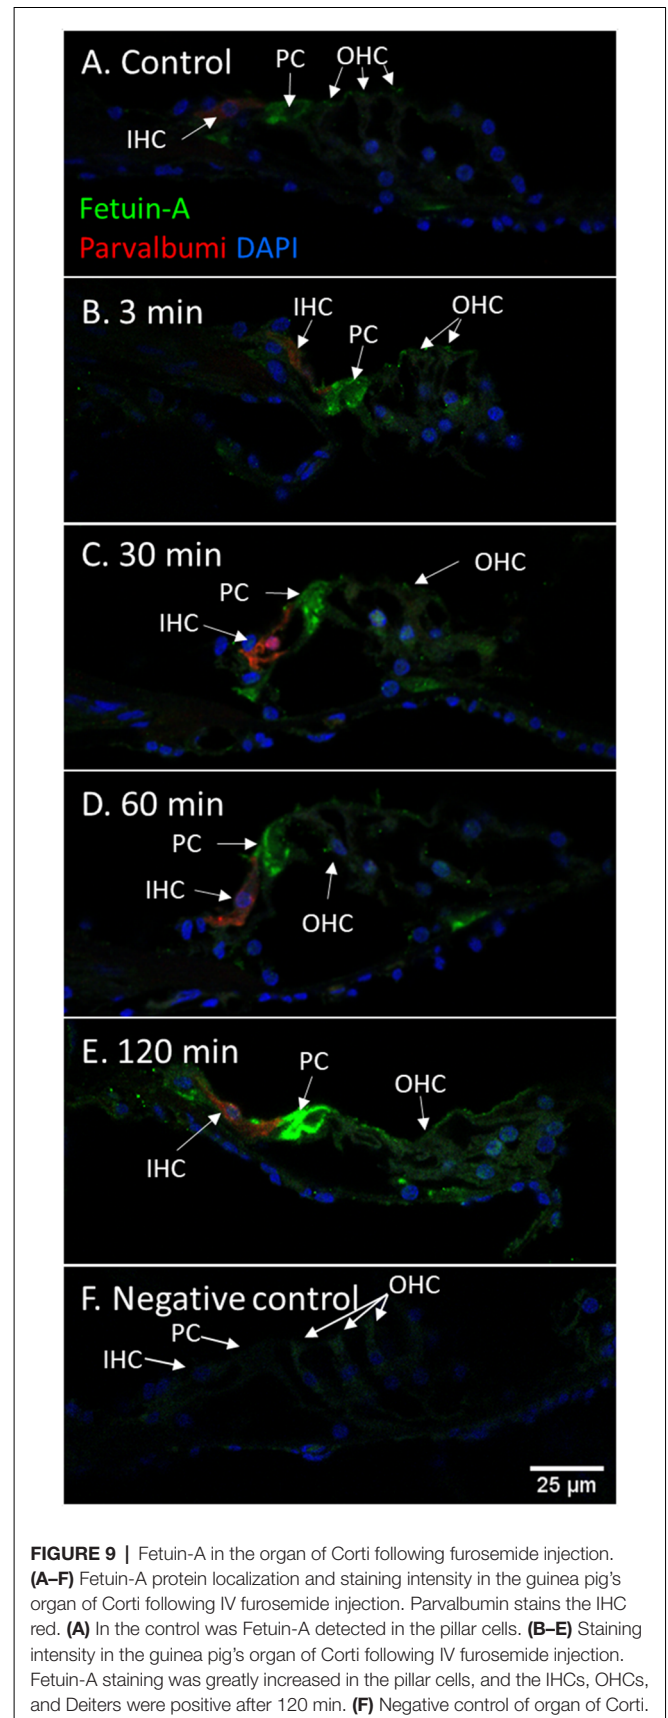 A. Control
PC
OHC
IHC
Fetuin-A
Parvalbumi DAPI
B. 3 min
IHC
OHC
PC
C. 30 min
OHC
PC
IHC
D. 60 min
PC
IHC
OHC
E. 120 min
PC
OHC
IHC
F. Negative control
OHC
PC
IHC
25 µm
FIGURE 9 | Fetuin-A in the organ of Corti following furosemide injection.
(A–F) Fetuin-A protein localization and staining intensity in the guinea pig's
organ of Corti following IV furosemide injection. Parvalbumin stains the IHC
red. (A) In the control was Fetuin-A detected in the pillar cells. (B–E) Staining
intensity in the guinea pig's organ of Corti following IV furosemide injection.
Fetuin-A staining was greatly increased in the pillar cells, and the IHCs, OHCs,
and Deiters were positive after 120 min. (F) Negative control of organ of Corti.